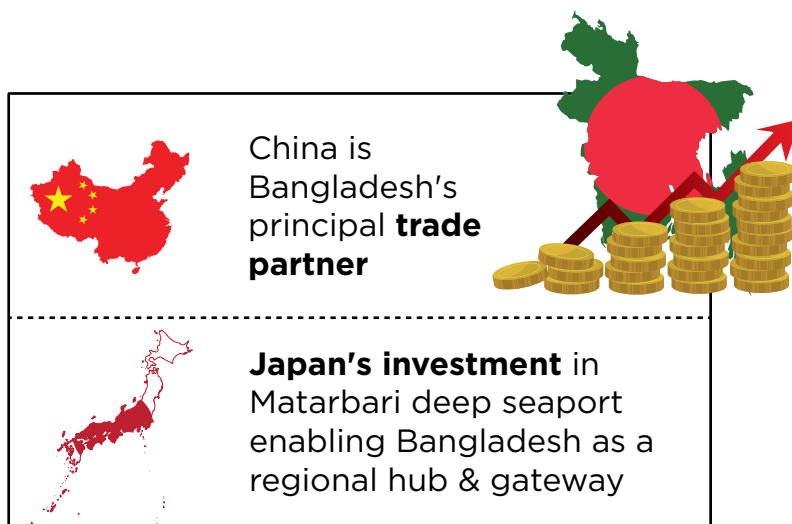 China is
Bangladesh's
principal trade
partner
Japan's investment in
Matarbari deep seaport
enabling Bangladesh as a
regional hub & gateway